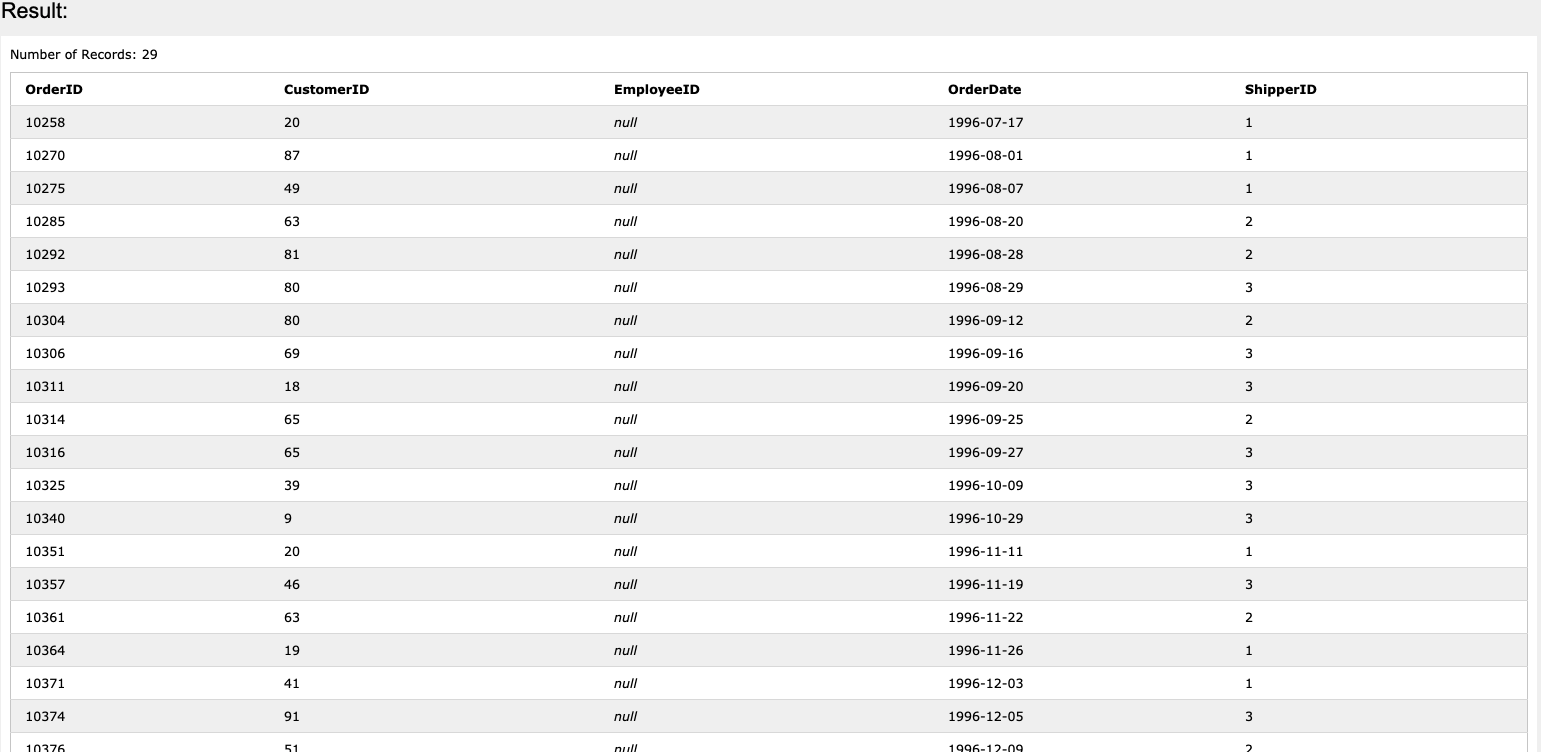 Result:
Number of Records: 29
OrderID CustomerID EmployeeID OrderDate ShipperID
10258 20 null 1996-07-17 1
10270 87 null 1996-08-01 1
10275 49 null 1996-08-07 1
10285 63 null 1996-08-20 2
10292 81 null 1996-08-28 2
10293 80 null 1996-08-29 3
10304 80 null 1996-09-12 2
10306 69 null 1996-09-16 3
10311 18 null 1996-09-20 3
10314 65 null 1996-09-25 2
10316 65 null 1996-09-27 3
10325 39 null 1996-10-09 3
10340 9 null 1996-10-29 3
10351 20 null 1996-11-11 1
10357 46 null 1996-11-19 3
10361 63 null 1996-11-22 2
10364 19 null 1996-11-26 1
10371 41 null 1996-12-03 1
10374 91 null 1996-12-05 3
10376 51 null 1996-12-09 2